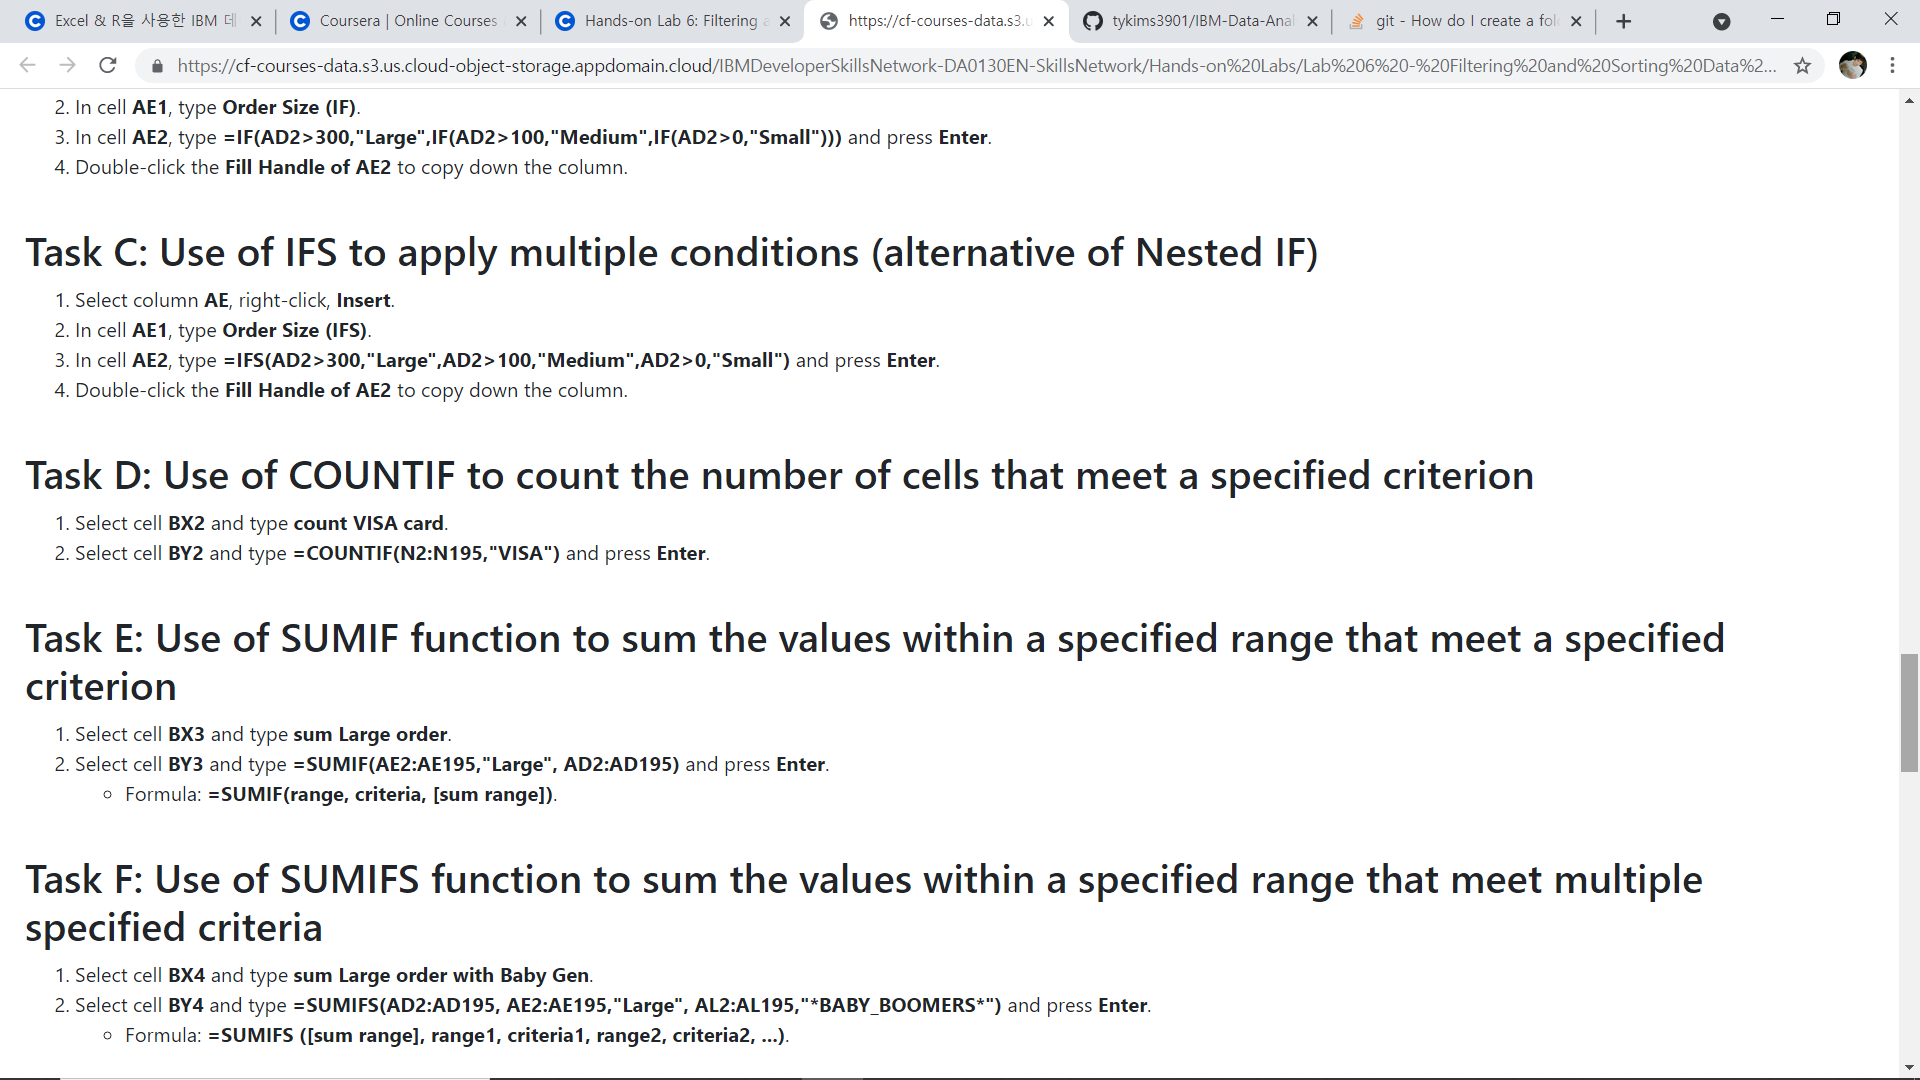 Excel & R을 사용한 IBM 데
Coursera | Online Courses
Hands-on Lab 6: Filtering a
https://cf-courses-data.s3.u
tykims3901/IBM-Data-Anal
git - How do I create a fol
https://cf-courses-data.s3.us.cloud-object-storage.appdomain.cloud/IBMDeveloperSkillsNetwork-DA0130EN-SkillsNetwork/Hands-on%20Labs/Lab%206%20-%20Filtering%20and%20Sorting%20Data%2...
2. In cell AE1, type Order Size (IF).
3. In cell AE2, type =IF(AD2>300,"Large",IF(AD2>100,"Medium",IF(AD2>0,"Small"))) and press Enter.
4. Double-click the Fill Handle of AE2 to copy down the column.
Task C: Use of IFS to apply multiple conditions (alternative of Nested IF)
1. Select column AE, right-click, Insert.
2. In cell AE1, type Order Size (IFS).
3. In cell AE2, type =IFS(AD2>300,"Large",AD2>100,"Medium",AD2>0,"Small") and press Enter.
4. Double-click the Fill Handle of AE2 to copy down the column.
Task D: Use of COUNTIF to count the number of cells that meet a specified criterion
1. Select cell BX2 and type count VISA card.
2. Select cell BY2 and type =COUNTIF(N2:N195,"VISA") and press Enter.
Task E: Use of SUMIF function to sum the values within a specified range that meet a specified
criterion
1. Select cell BX3 and type sum Large order.
2. Select cell BY3 and type =SUMIF(AE2:AE195,"Large", AD2:AD195) and press Enter.
○ Formula: =SUMIF(range, criteria, [sum range]).
Task F: Use of SUMIFS function to sum the values within a specified range that meet multiple
specified criteria
1. Select cell BX4 and type sum Large order with Baby Gen.
2. Select cell BY4 and type =SUMIFS(AD2:AD195, AE2:AE195,"Large", AL2:AL195,"*BABY_BOOMERS*") and press Enter.
○ Formula: =SUMIFS ([sum range], range1, criteria1, range2, criteria2, ...).